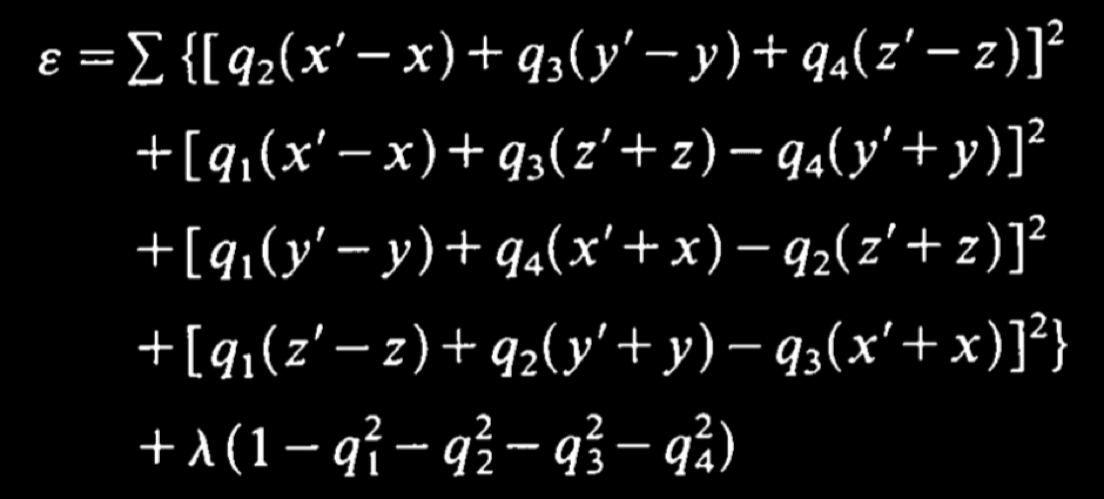 ε = ∑ {[q₂(x′ − x) + q₃(y′ − y) + q₄(z′ − z)]²
+ [q₁(x′ − x) + q₃(z′ + z) − q₄(y′ + y)]²
+ [q₁(y′ − y) + q₄(x′ + x) − q₂(z′ + z)]²
+ [q₁(z′ − z) + q₂(y′ + y) − q₃(x′ + x)]²}
+ λ(1 − q₁² − q₂² − q₃² − q₄²)